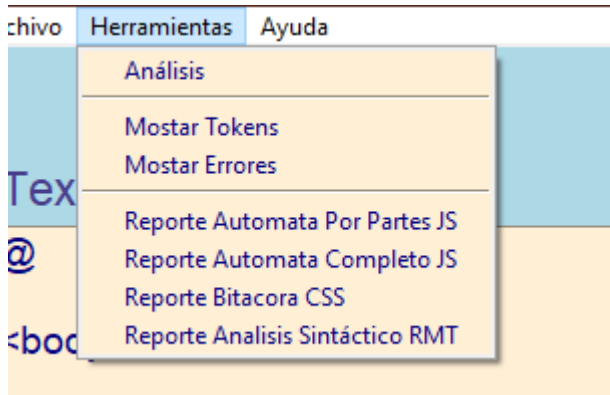 chivo Herramientas Ayuda
Análisis
Mostar Tokens
Mostar Errores
Tex
Reporte Automata Por Partes JS
@
Reporte Automata Completo JS
Reporte Bitacora CSS
<bod
Reporte Analisis Sintáctico RMT